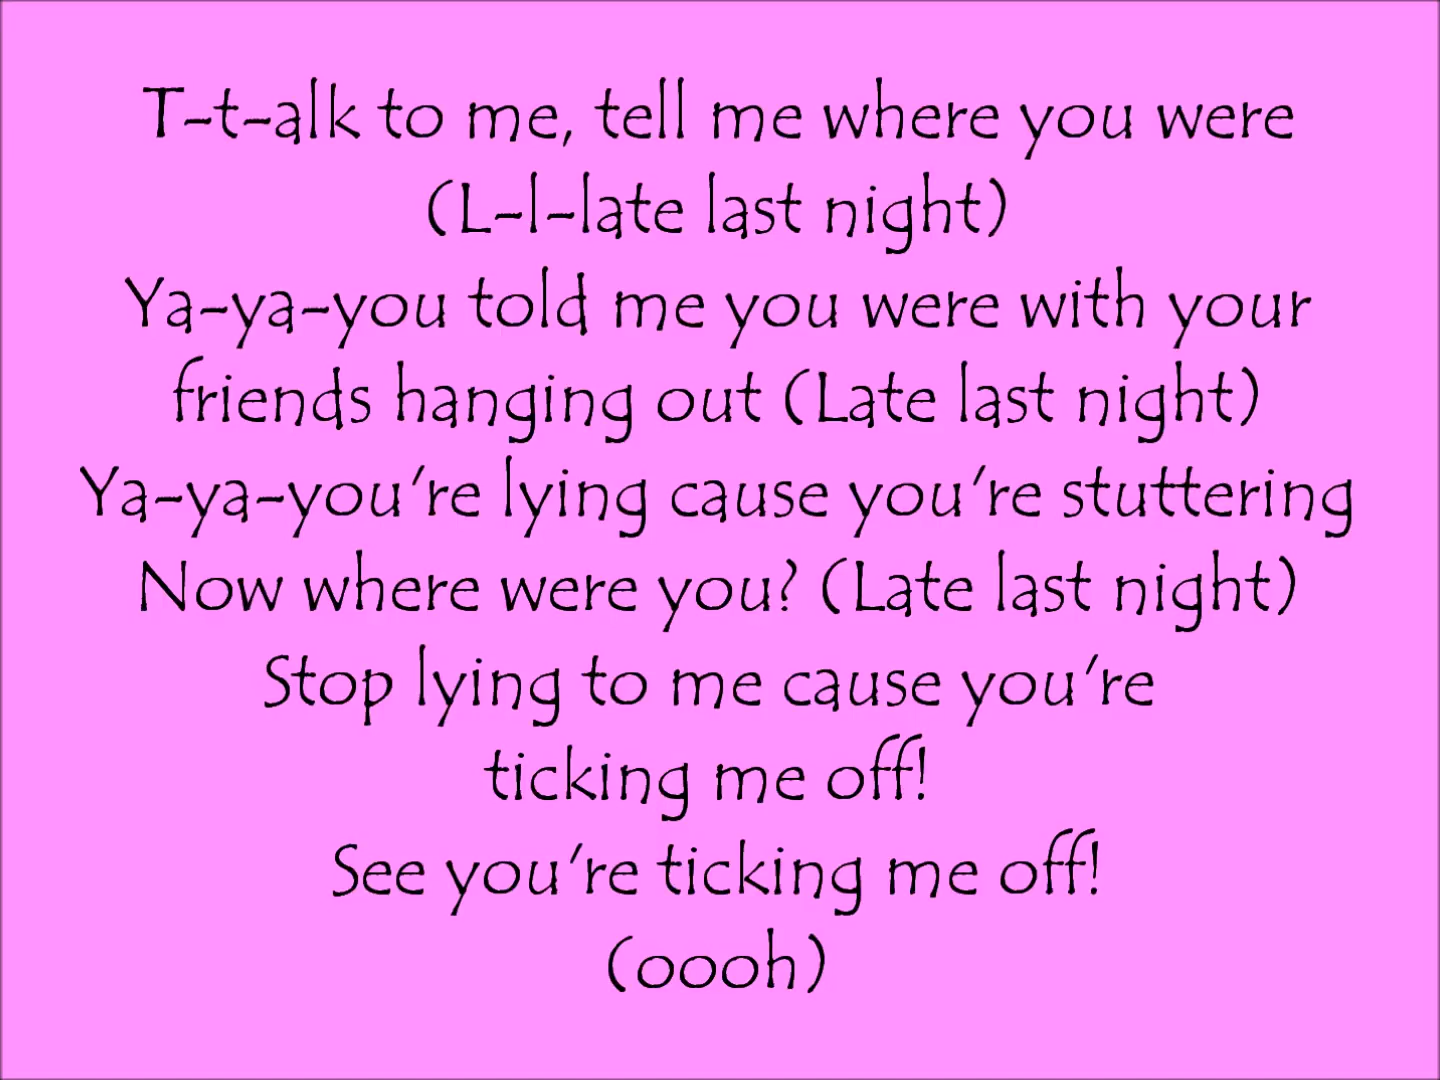 T-t-alk to me, tell me where you were
(L-l-late last night)
Ya-ya-you told me you were with your
friends hanging out (Late last night)
Ya-ya-you're lying cause you're stuttering
Now where were you? (Late last night)
Stop lying to me cause you're
ticking me off!
See you're ticking me off!
(oooh)